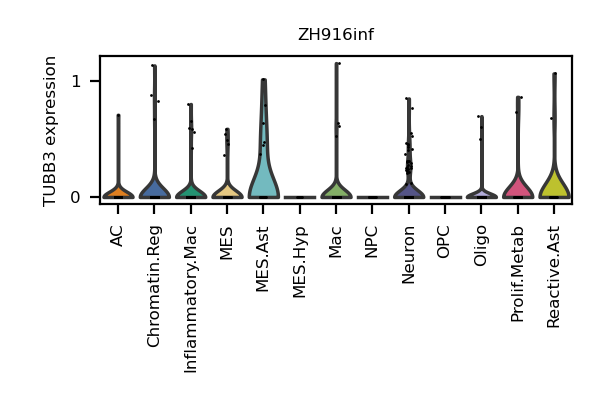 ZH916inf
TUBB3 expression
1
0
AC
Chromatin.Reg
Inflammatory.Mac
MES
MES.Ast
MES.Hyp
Mac
NPC
Neuron
OPC
Oligo
Prolif.Metab
Reactive.Ast